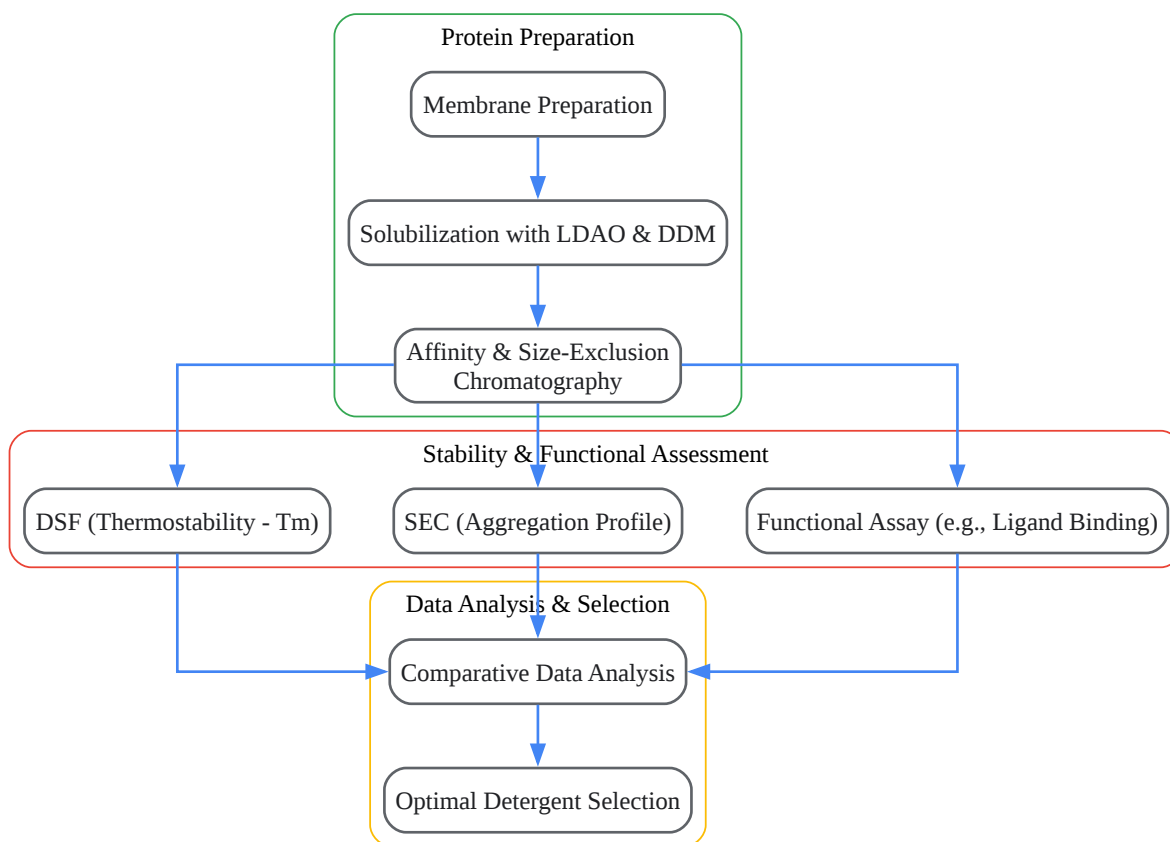 Protein Preparation
Membrane Preparation
Solubilization with LDAO & DDM
Affinity & Size-Exclusion
Chromatography
Stability & Functional Assessment
DSF (Thermostability - Tm)
SEC (Aggregation Profile)
Functional Assay (e.g., Ligand Binding)
Data Analysis & Selection
Comparative Data Analysis
Optimal Detergent Selection